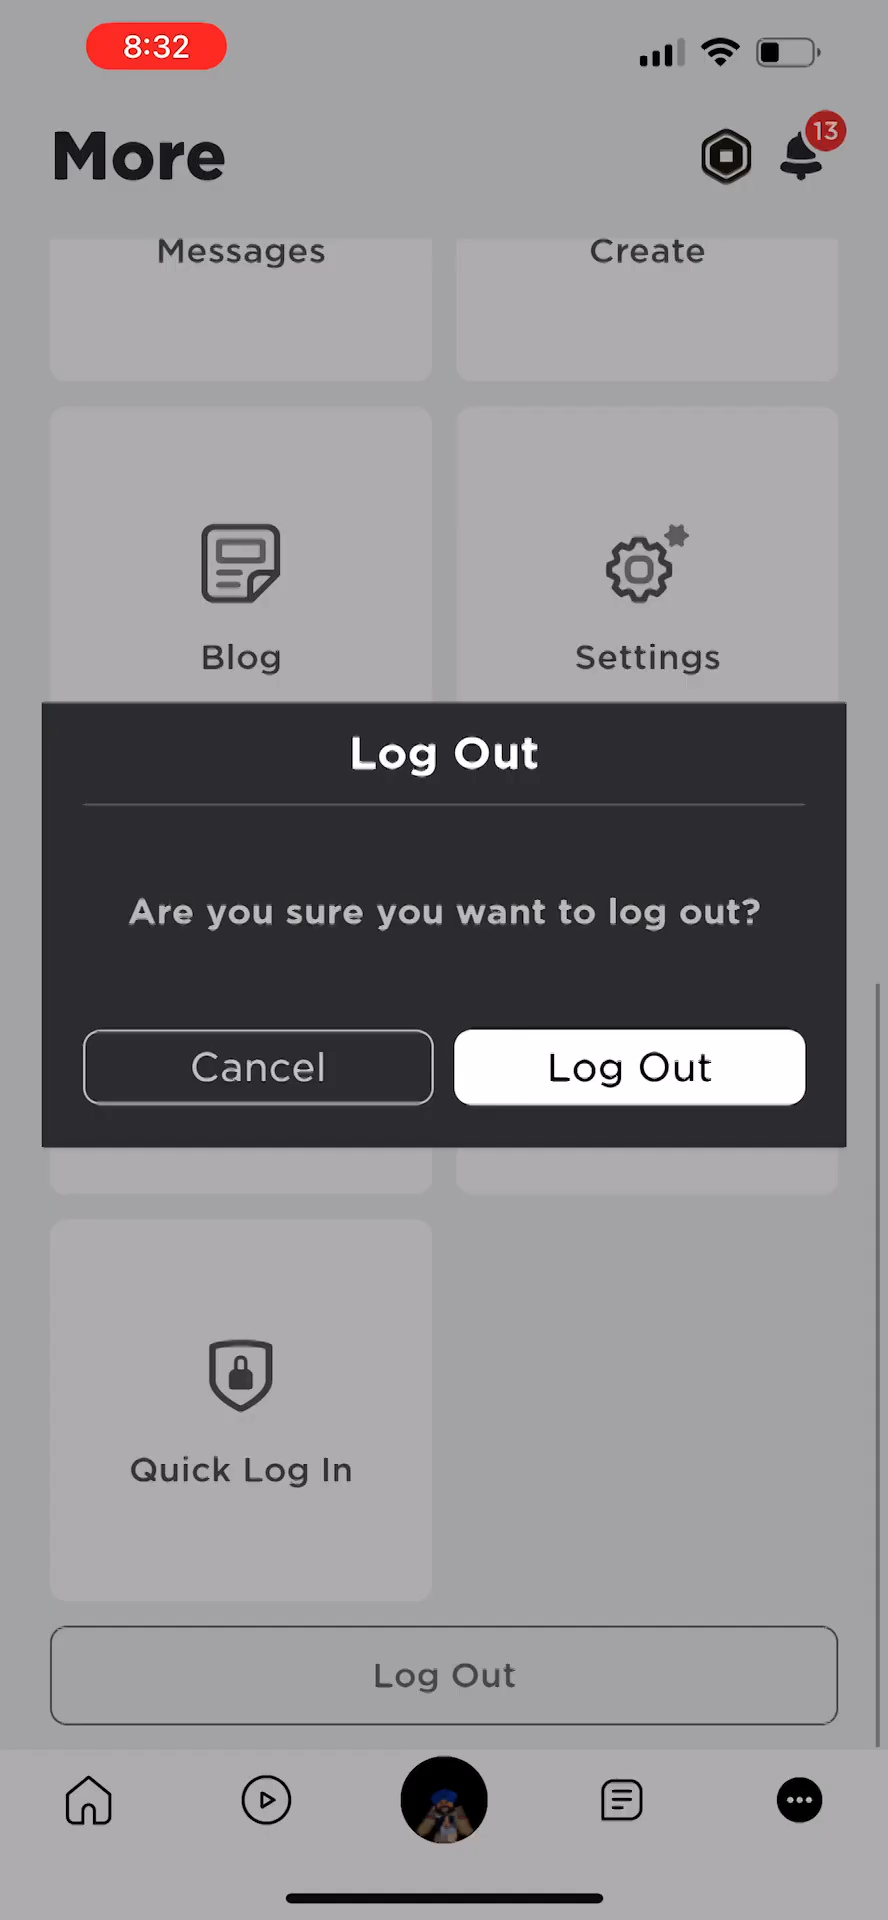 8:32
More
13
Messages
Create
Blog
Settings
Log Out
Are you sure you want to log out?
Cancel
Log Out
Quick Log In
Log Out